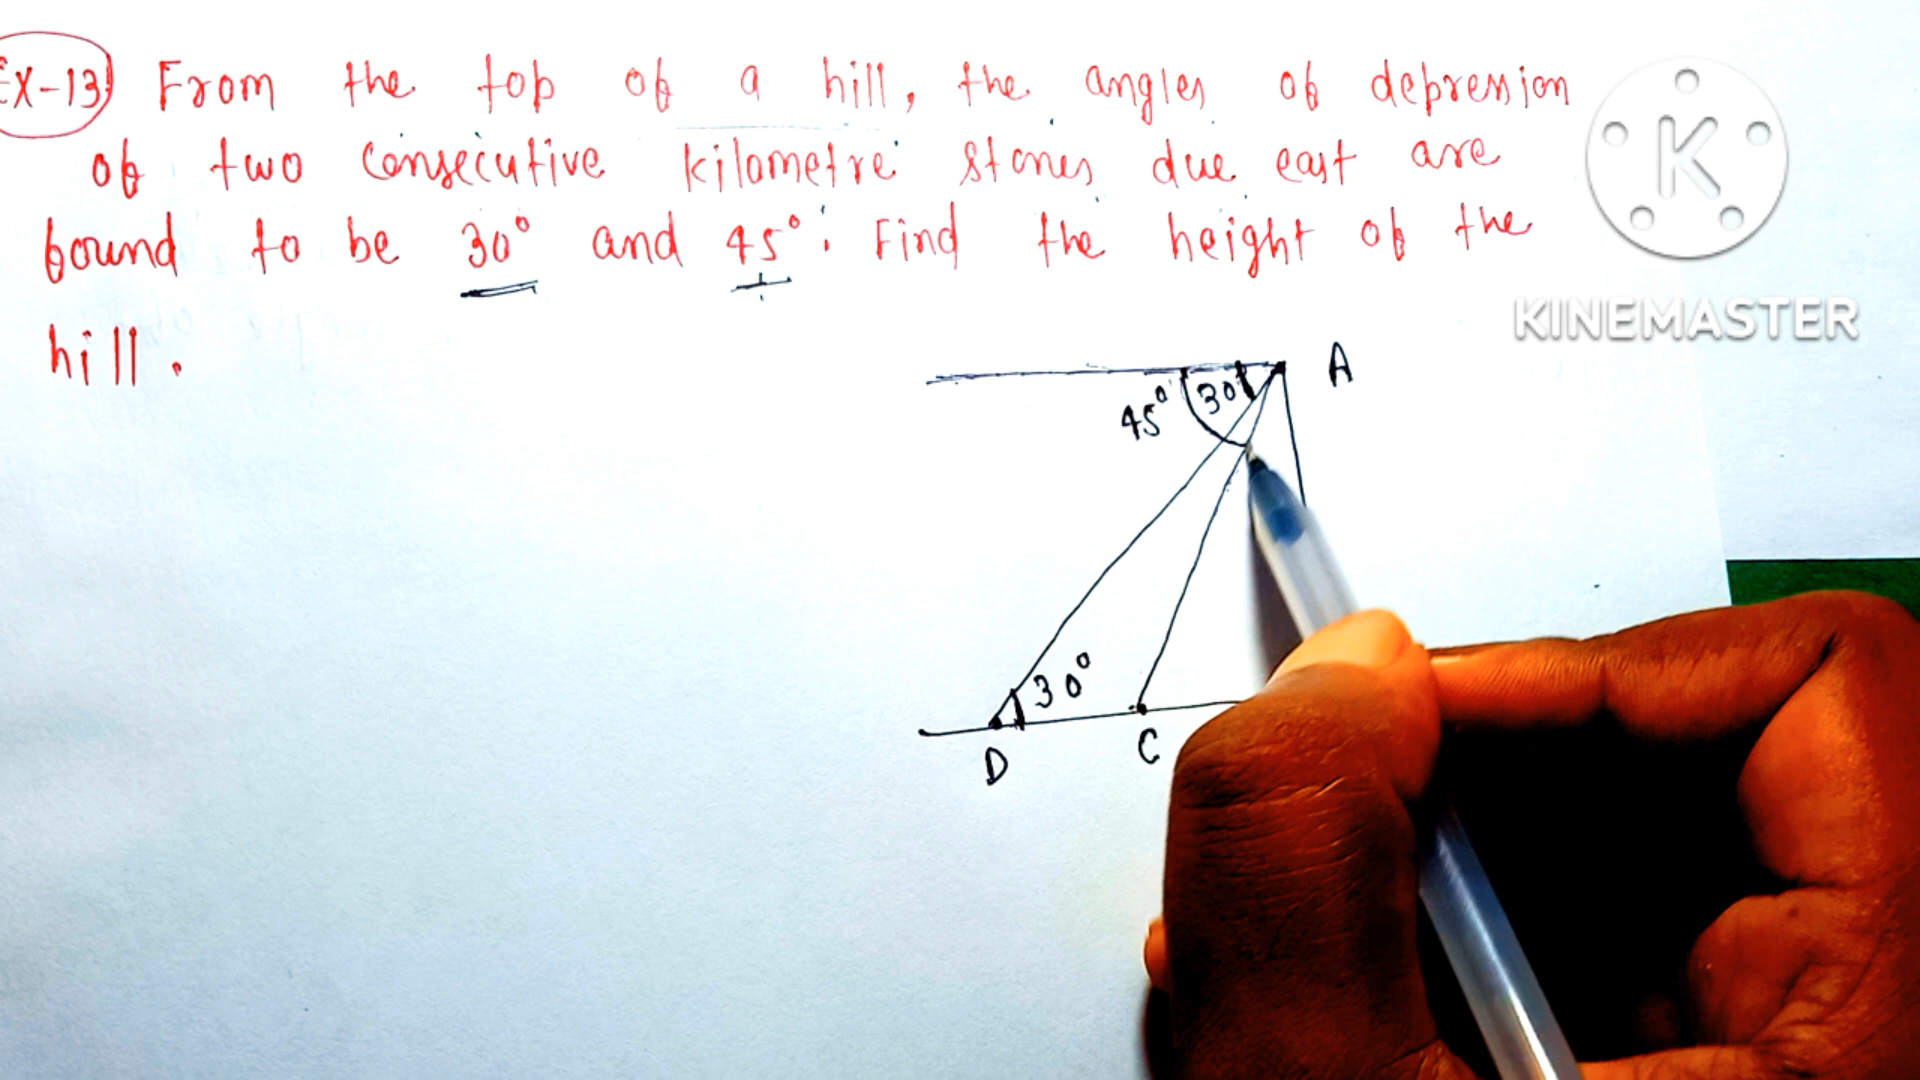 Ex-13) From the top of a hill, the angles of depression
of two consecutive kilometre stones due east are
found to be 30° and 45°. Find the height of the
hill.
K
KINEMASTER
A
45° 30
30°
D C